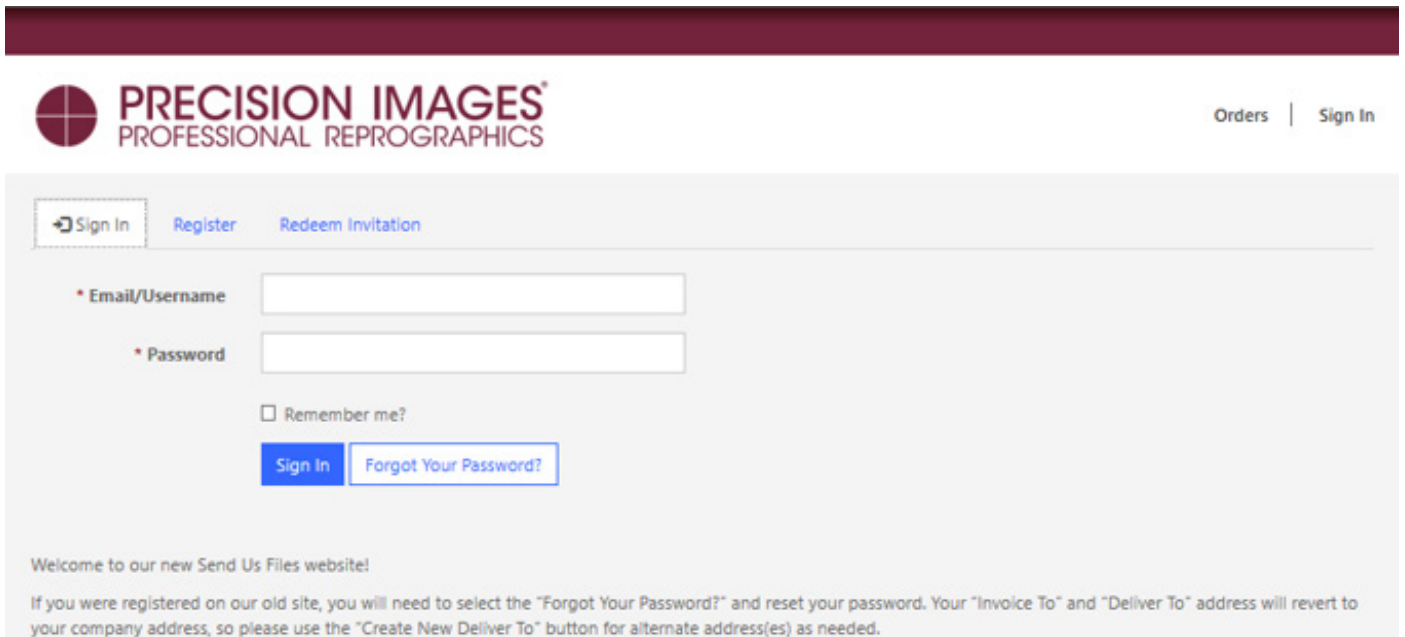 PRECISION IMAGES®
PROFESSIONAL REPROGRAPHICS
Orders | Sign In
Sign In Register Redeem Invitation
* Email/Username
* Password
Remember me?
Sign In Forgot Your Password?
Welcome to our new Send Us Files website!
If you were registered on our old site, you will need to select the "Forgot Your Password?" and reset your password. Your "Invoice To" and "Deliver To" address will revert to
your company address, so please use the "Create New Deliver To" button for alternate address(es) as needed.